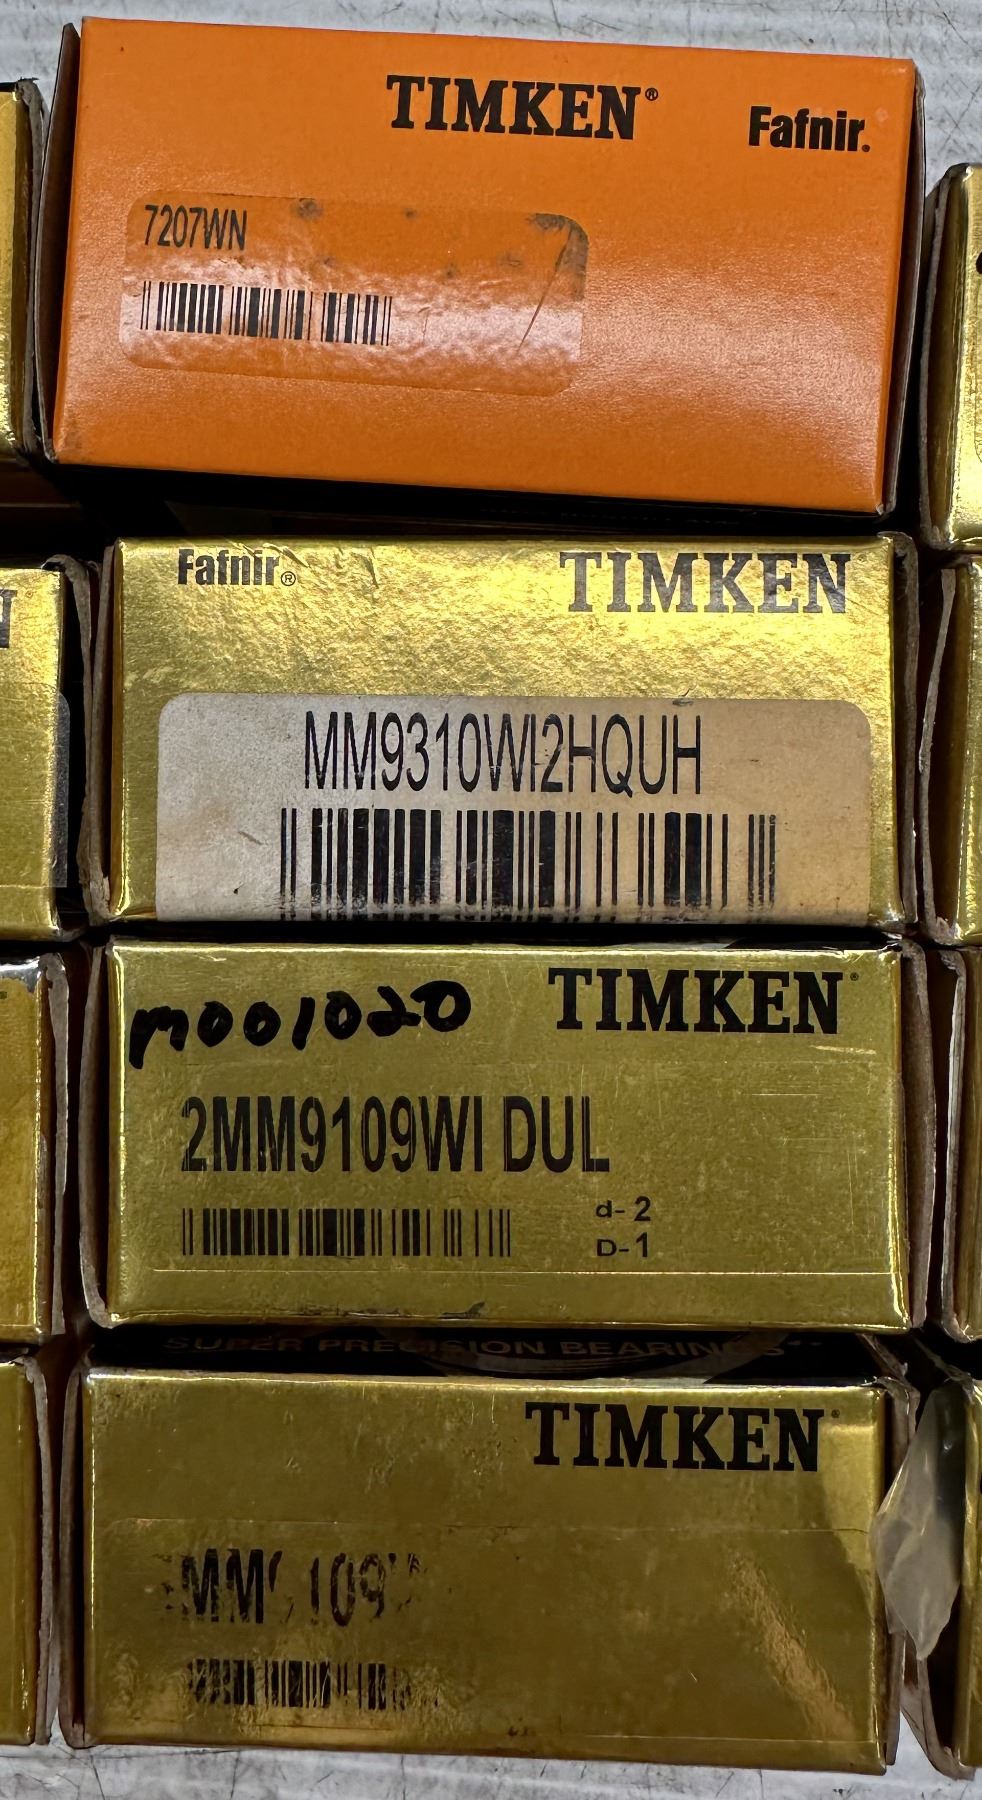 TIMKEN®
Fafnir®
7207WN
Fafnir®
TIMKEN
MM9310WI2HQUH
m001020
TIMKEN®
2MM9109WI DUL
d-2
D-1
SUPER PRECISION BEARINGS
TIMKEN